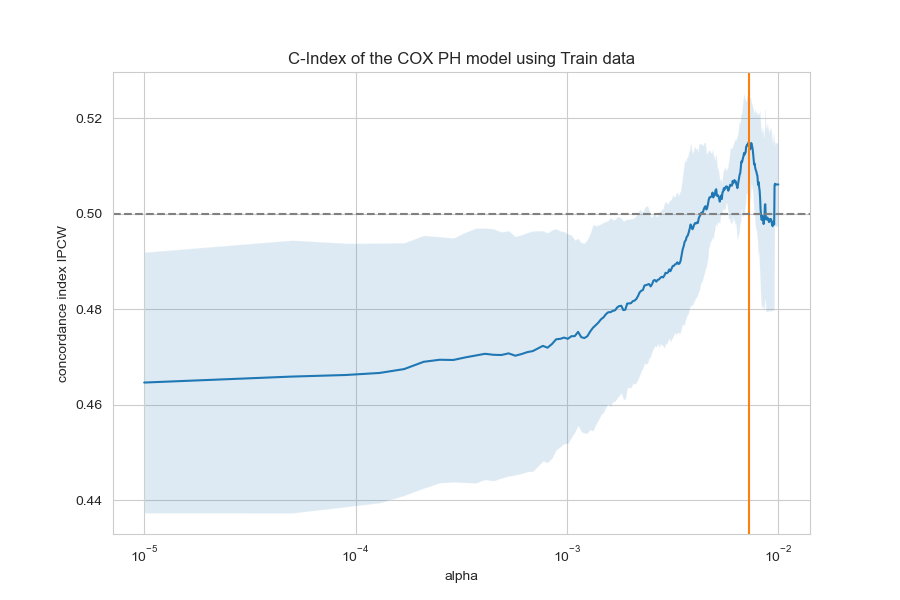 C-Index of the COX PH model using Train data
concordance index IPCW
0.52
0.50
0.48
0.46
0.44
10⁻⁵ 10⁻⁴ 10⁻³ 10⁻²
alpha